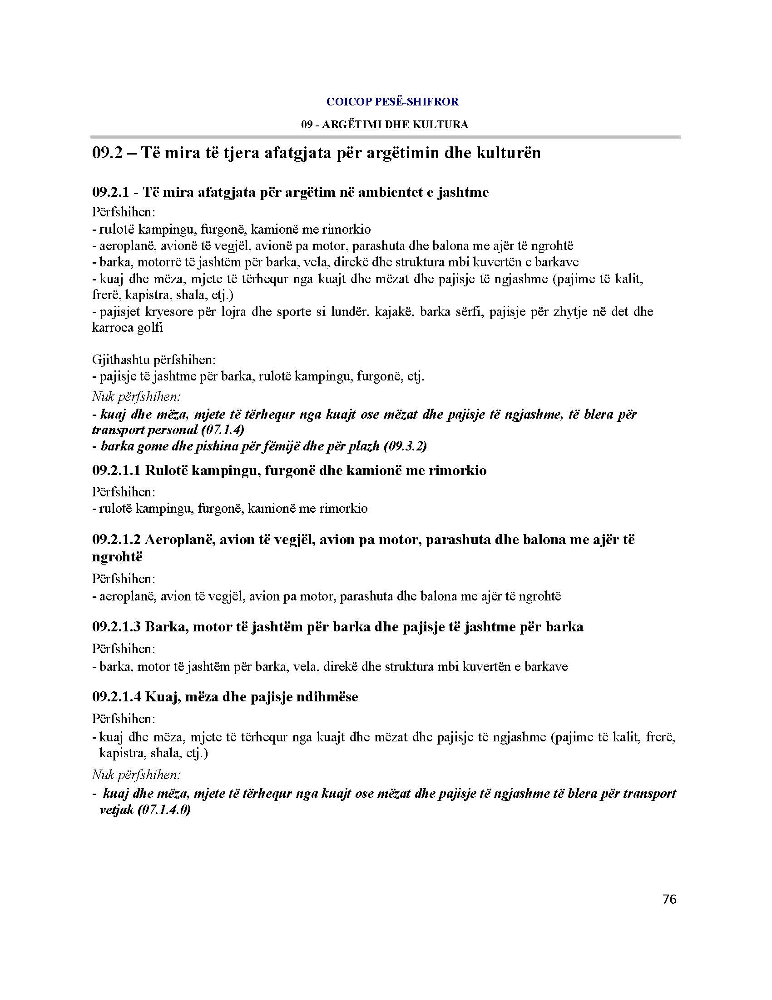 COICOP PESË-SHIFROR
09 - ARGËTIMI DHE KULTURA
09.2 – Të mira të tjera afatgjata për argëtimin dhe kulturën
09.2.1 - Të mira afatgjata për argëtim në ambientet e jashtme
Përfshihen:
- rulotë kampingu, furgonë, kamionë me rimorkio
- aeroplanë, avionë të vegjël, avionë pa motor, parashuta dhe balona me ajër të ngrohtë
- barka, motorrë të jashtëm për barka, vela, direkë dhe struktura mbi kuvertën e barkave
- kuaj dhe mëza, mjete të tërhequr nga kuajt dhe mëzat dhe pajisje të ngjashme (pajime të kalit,
frerë, kapistra, shala, etj.)
- pajisjet kryesore për lojra dhe sporte si lundër, kajakë, barka sërfi, pajisje për zhytje në det dhe
karroca golfi
Gjithashtu përfshihen:
- pajisje të jashtme për barka, rulotë kampingu, furgonë, etj.
Nuk përfshihen:
- kuaj dhe mëza, mjete të tërhequr nga kuajt ose mëzat dhe pajisje të ngjashme, të blera për
transport personal (07.1.4)
- barka gome dhe pishina për fëmijë dhe për plazh (09.3.2)
09.2.1.1 Rulotë kampingu, furgonë dhe kamionë me rimorkio
Përfshihen:
- rulotë kampingu, furgonë, kamionë me rimorkio
09.2.1.2 Aeroplanë, avion të vegjël, avion pa motor, parashuta dhe balona me ajër të
ngrohtë
Përfshihen:
- aeroplanë, avion të vegjël, avion pa motor, parashuta dhe balona me ajër të ngrohtë
09.2.1.3 Barka, motor të jashtëm për barka dhe pajisje të jashtme për barka
Përfshihen:
- barka, motor të jashtëm për barka, vela, direkë dhe struktura mbi kuvertën e barkave
09.2.1.4 Kuaj, mëza dhe pajisje ndihmëse
Përfshihen:
- kuaj dhe mëza, mjete të tërhequr nga kuajt dhe mëzat dhe pajisje të ngjashme (pajime të kalit, frerë,
kapistra, shala, etj.)
Nuk përfshihen:
- kuaj dhe mëza, mjete të tërhequr nga kuajt ose mëzat dhe pajisje të ngjashme të blera për transport
vetjak (07.1.4.0)
76